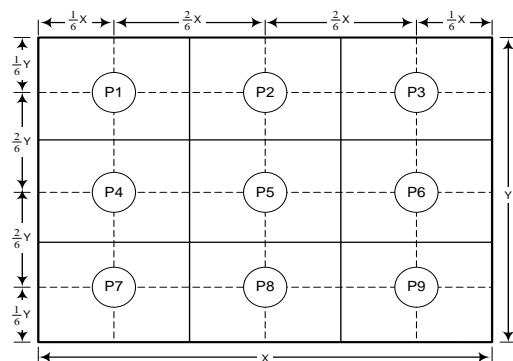 1/6 X 2/6 X 2/6 X 1/6 X
1/6 Y
P1 P2 P3
2/6 Y
P4 P5 P6
Y
2/6 Y
P7 P8 P9
1/6 Y
X